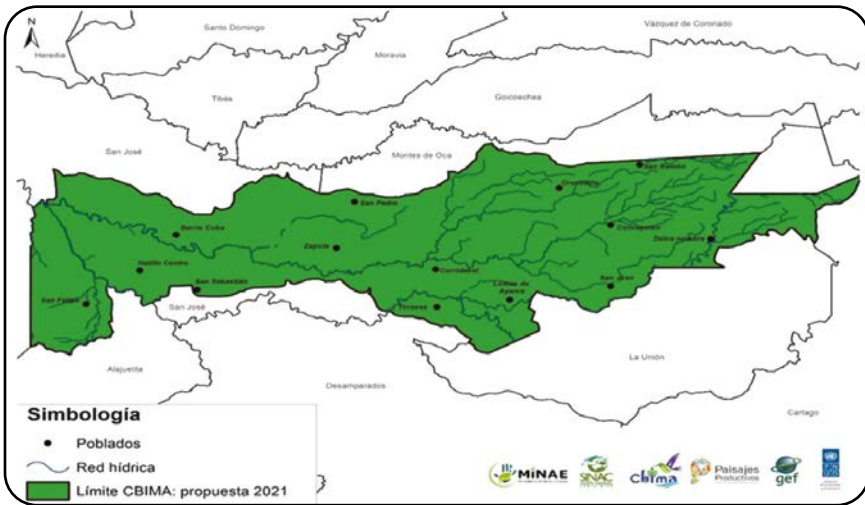 N
Santo Domingo
Vázquez de Coronado
Heredia
Moravia
Tibás
Goicoechea
San José
Montes de Oca
San Ramón
Granadilla
San Pedro
Concepción
Barrio Cuba
Zapote
Dulce nombre
Hatillo Centro
Curridabat
San Sebastián
San Juan
San Felipe
Lomas de
Ayarco
San José
Tirrases
Alajuelita
La Unión
Desamparados
Cartago
Simbología
Poblados
Red hídrica
Límite CBIMA: propuesta 2021
MiNAE
SINAC
cbima
Paisajes
Productivos
gef